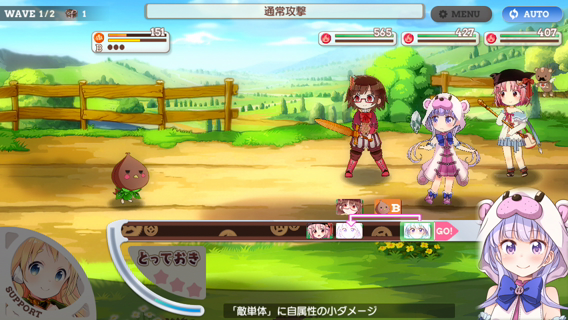 WAVE 1/2
1
通常攻撃
MENU
AUTO
151
B
565
427
407
B
GO!
とっておき
SUPPORT
「敵単体」に自属性の小ダメージ